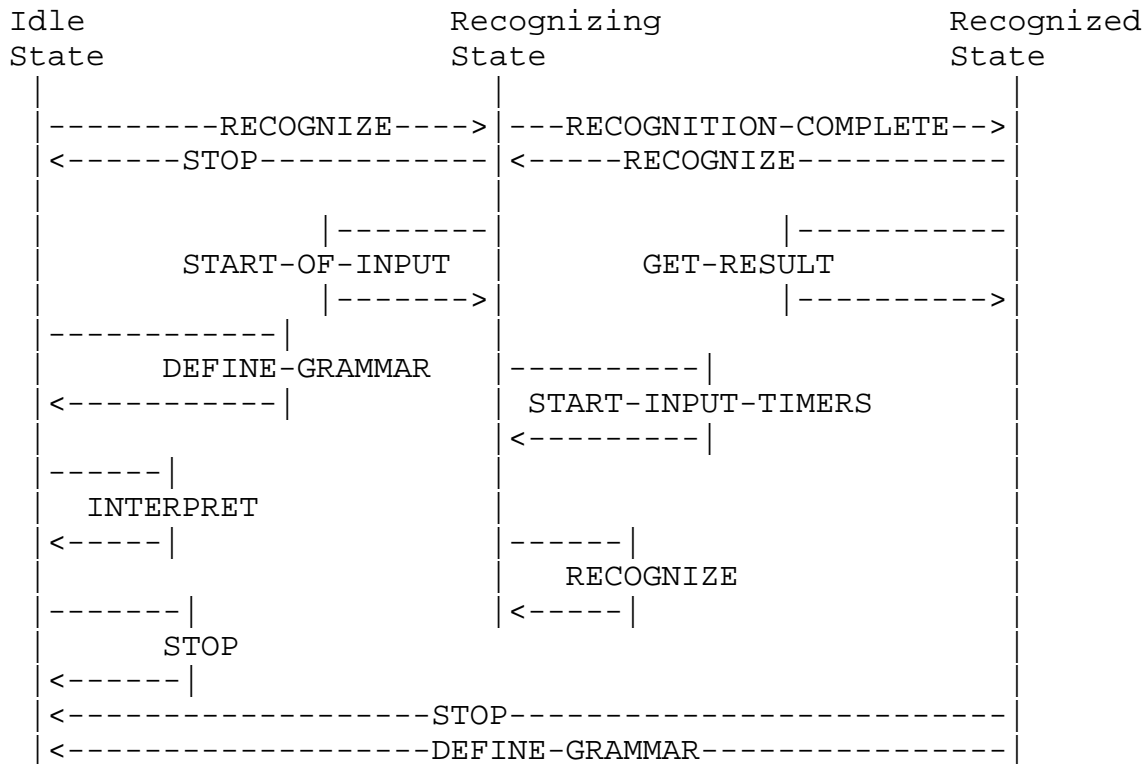 Idle Recognizing Recognized
State State State
RECOGNIZE RECOGNITION-COMPLETE
STOP RECOGNIZE
START-OF-INPUT GET-RESULT
DEFINE-GRAMMAR
START-INPUT-TIMERS
INTERPRET
RECOGNIZE
STOP
STOP
DEFINE-GRAMMAR